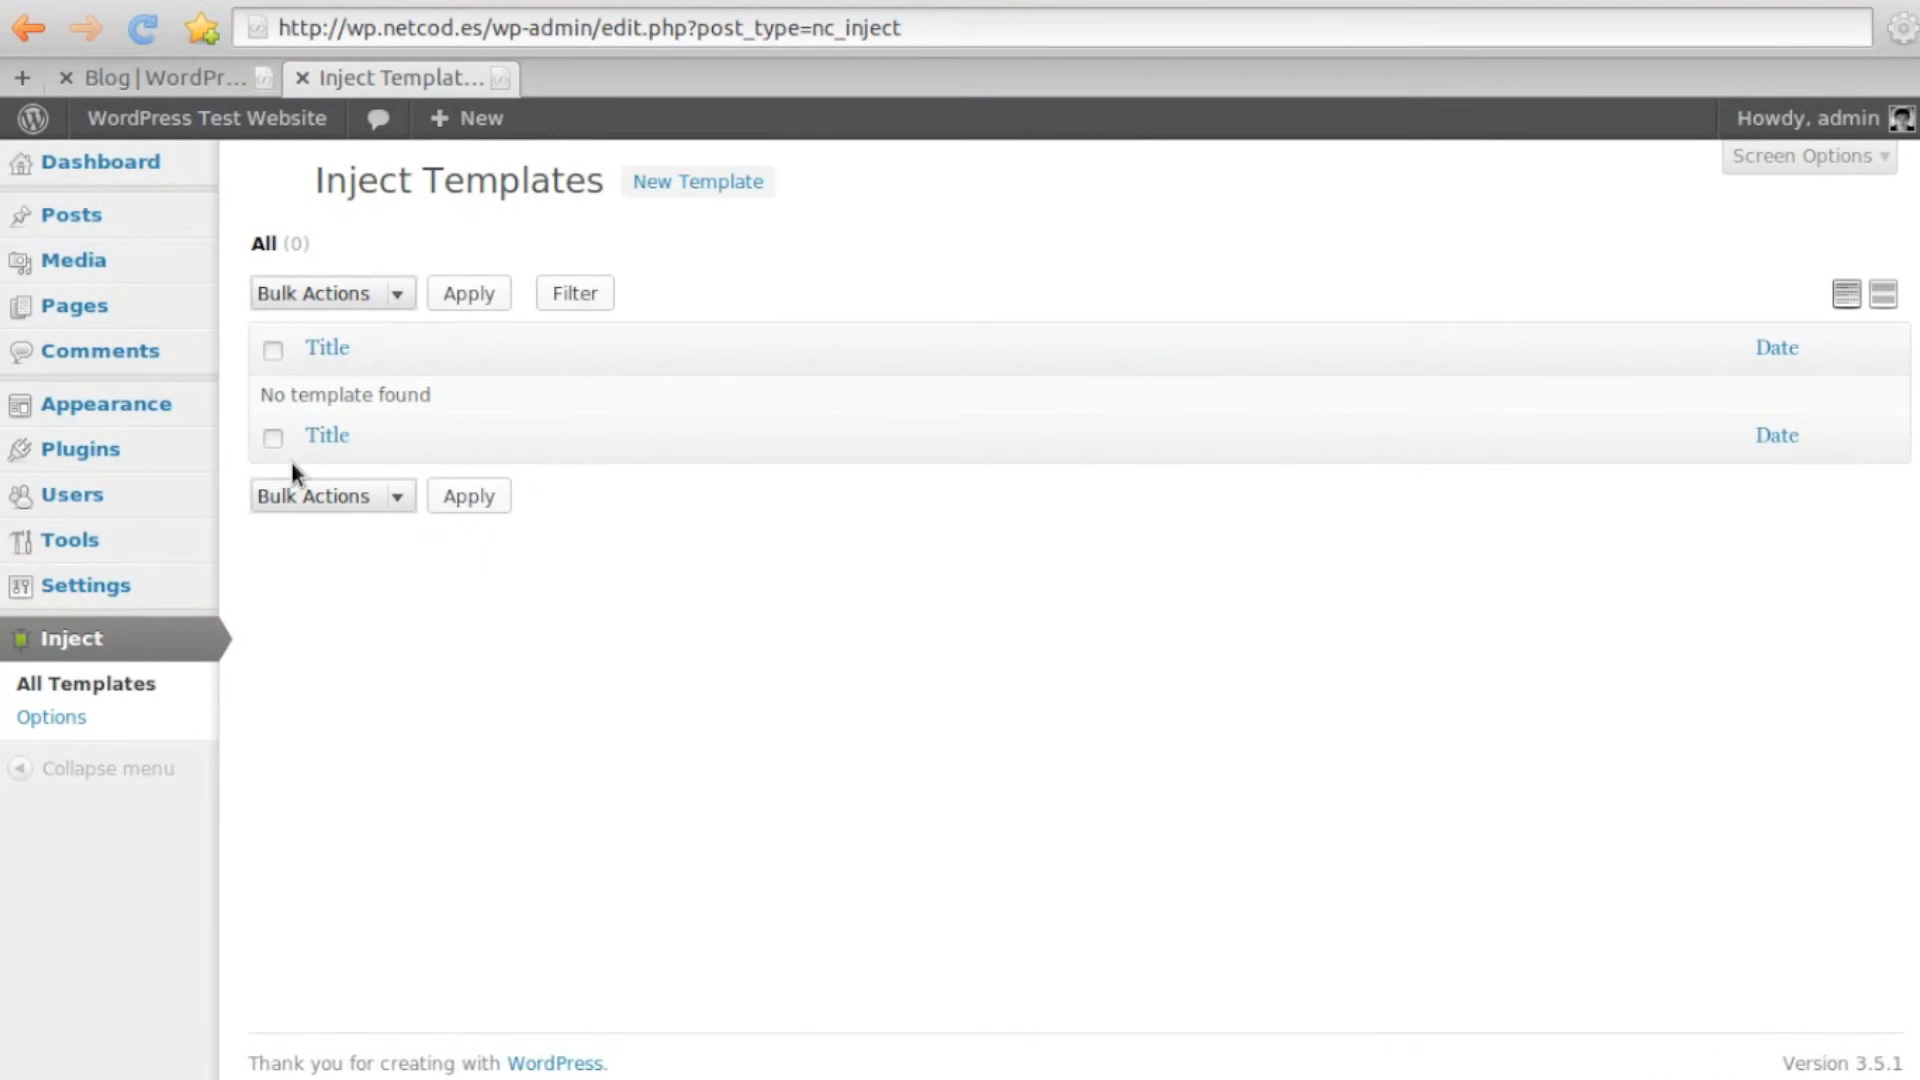 http://wp.netcod.es/wp-admin/edit.php?post_type=nc_inject
Blog | WordPr...
Inject Templat...
WordPress Test Website
New
Howdy, admin
Dashboard
Posts
Media
Pages
Comments
Appearance
Plugins
Users
Tools
Settings
Inject
All Templates
Options
Collapse menu
Inject Templates
New Template
Screen Options
All (0)
Bulk Actions
Apply
Filter
Title
Date
No template found
Title
Date
Bulk Actions
Apply
Thank you for creating with WordPress.
Version 3.5.1